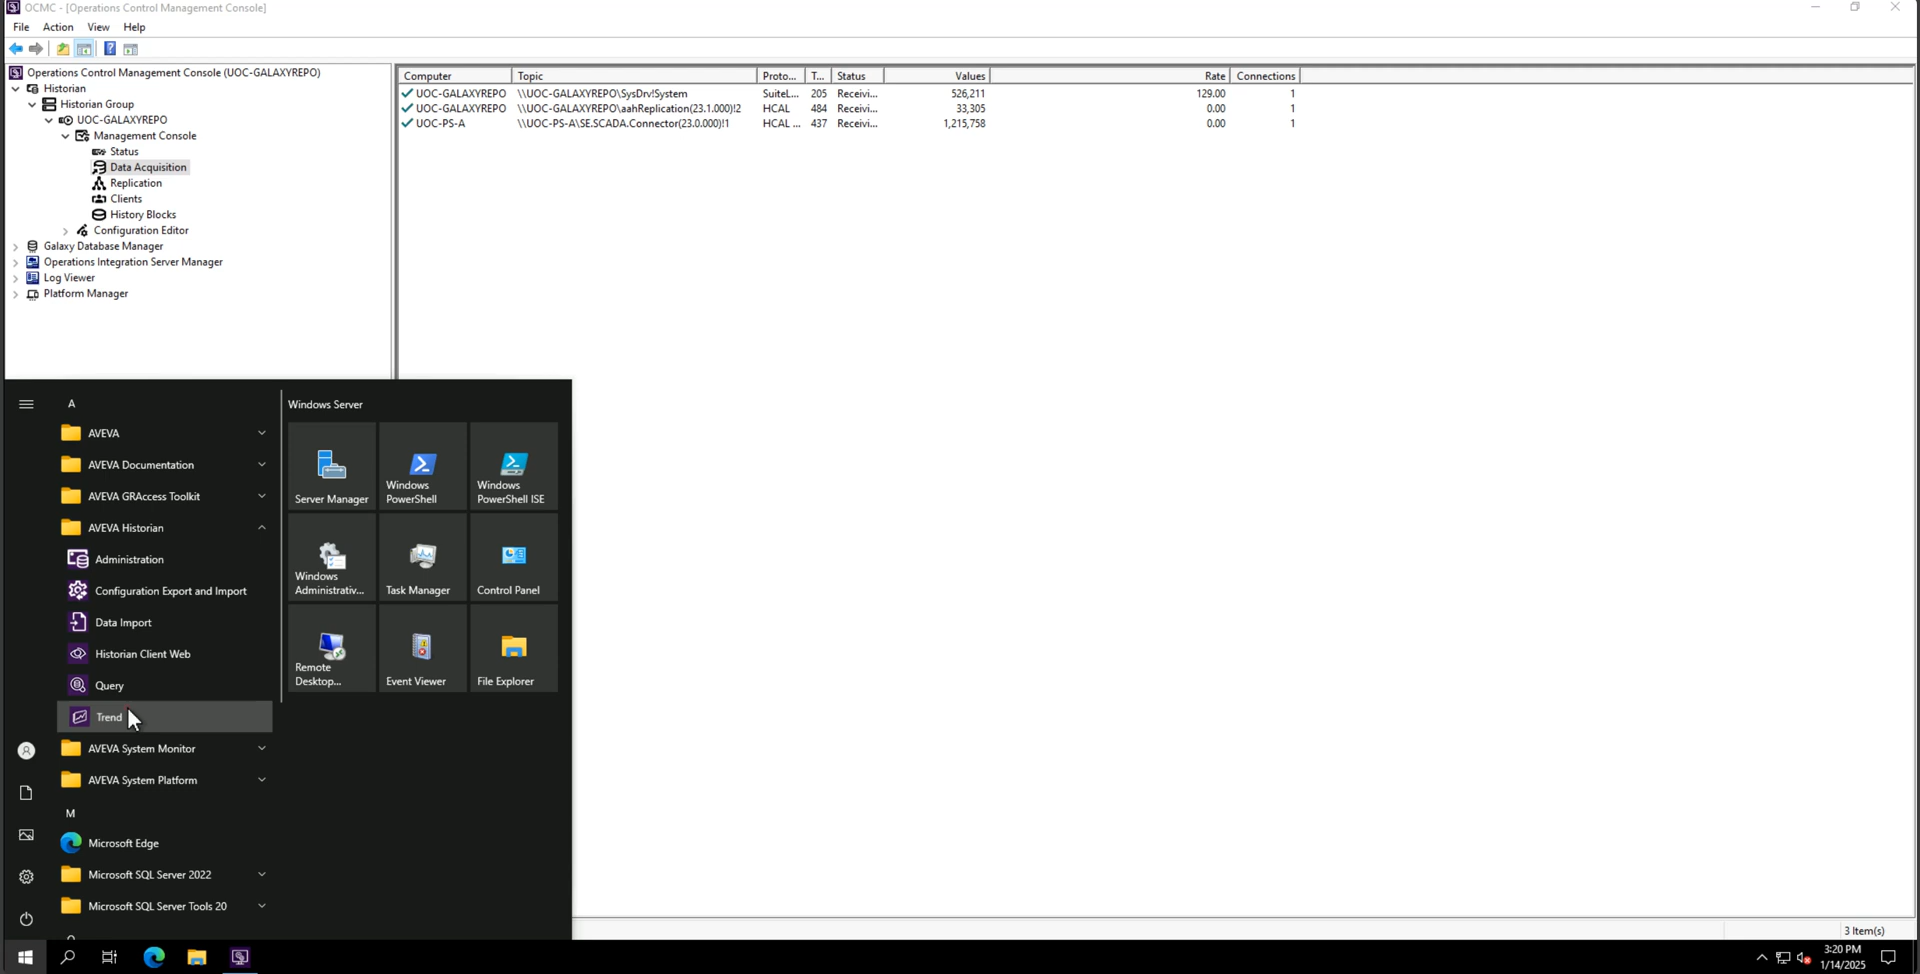 OCMC - [Operations Control Management Console]
File Action View Help
Operations Control Management Console (UOC-GALAXYREPO)
Historian
Historian Group
UOC-GALAXYREPO
Management Console
Status
Data Acquisition
Replication
Clients
History Blocks
Configuration Editor
Galaxy Database Manager
Operations Integration Server Manager
Log Viewer
Platform Manager
Computer Topic Proto... T... Status Values Rate Connections
UOC-GALAXYREPO \\UOC-GALAXYREPO\SysDrv!System SuiteL... 205 Receivi... 526,211 129.00 1
UOC-GALAXYREPO \\UOC-GALAXYREPO\aahReplication(23.1.000)!2 HCAL 484 Receivi... 33,305 0.00 1
UOC-PS-A \\UOC-PS-A\SE.SCADA.Connector(23.0.000)!1 HCAL ... 437 Receivi... 1,215,758 0.00 1
A
AVEVA
AVEVA Documentation
AVEVA GRAccess Toolkit
AVEVA Historian
Administration
Configuration Export and Import
Data Import
Historian Client Web
Query
Trend
AVEVA System Monitor
AVEVA System Platform
M
Microsoft Edge
Microsoft SQL Server 2022
Microsoft SQL Server Tools 20
Windows Server
Server Manager
Windows PowerShell
Windows PowerShell ISE
Windows Administrativ...
Task Manager
Control Panel
Remote Desktop...
Event Viewer
File Explorer
3 Item(s)
3:20 PM
1/14/2025